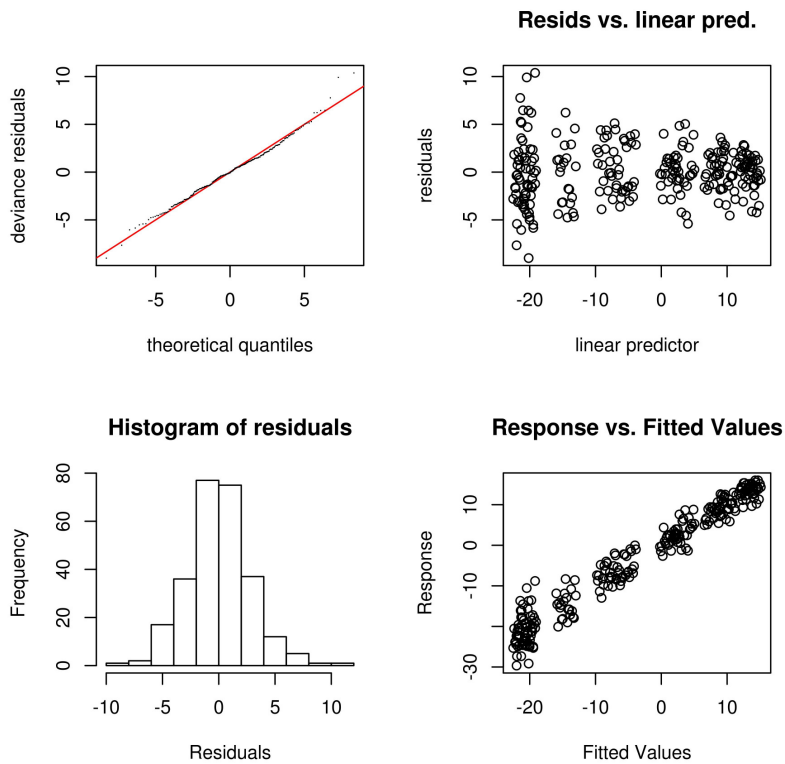 deviance residuals
10
5
0
-5
-5 0 5
theoretical quantiles
Resids vs. linear pred.
residuals
10
5
0
-5
-20 -10 0 10
linear predictor
Histogram of residuals
Frequency
80
60
40
20
0
-10 -5 0 5 10
Residuals
Response vs. Fitted Values
Response
10
0
-10
-30
-20 -10 0 10
Fitted Values